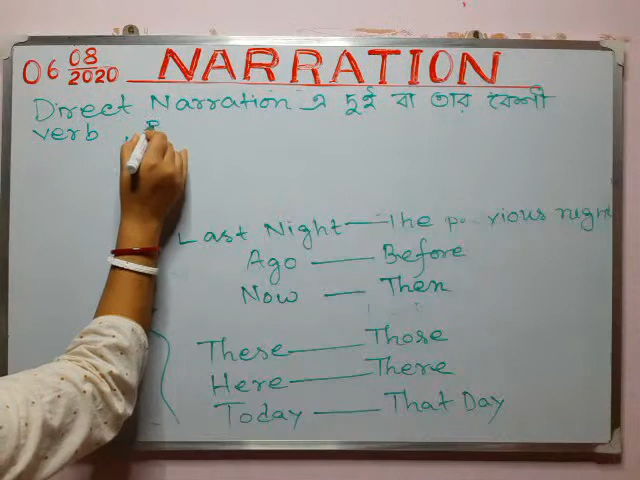 06 08/2020 NARRATION
Direct Narration এ দুই বা তার বেশী
verb
Last Night — The night
Ago — Before
Now — Then
These — Those
Here — There
Today — That Day